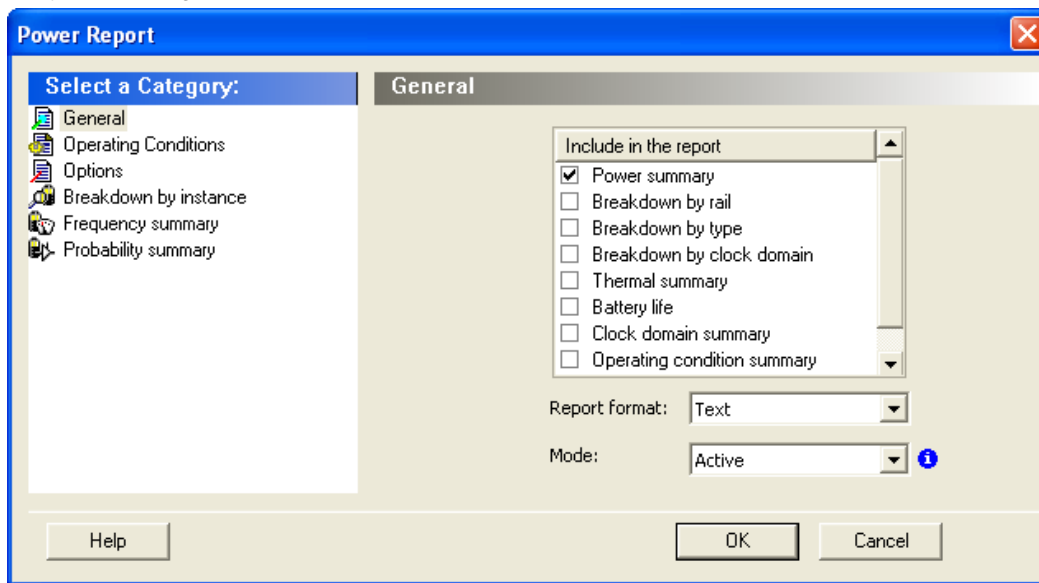 Power Report
Select a Category:
General
Operating Conditions
Options
Breakdown by instance
Frequency summary
Probability summary
General
Include in the report
Power summary
Breakdown by rail
Breakdown by type
Breakdown by clock domain
Thermal summary
Battery life
Clock domain summary
Operating condition summary
Report format: Text
Mode: Active
Help
OK
Cancel